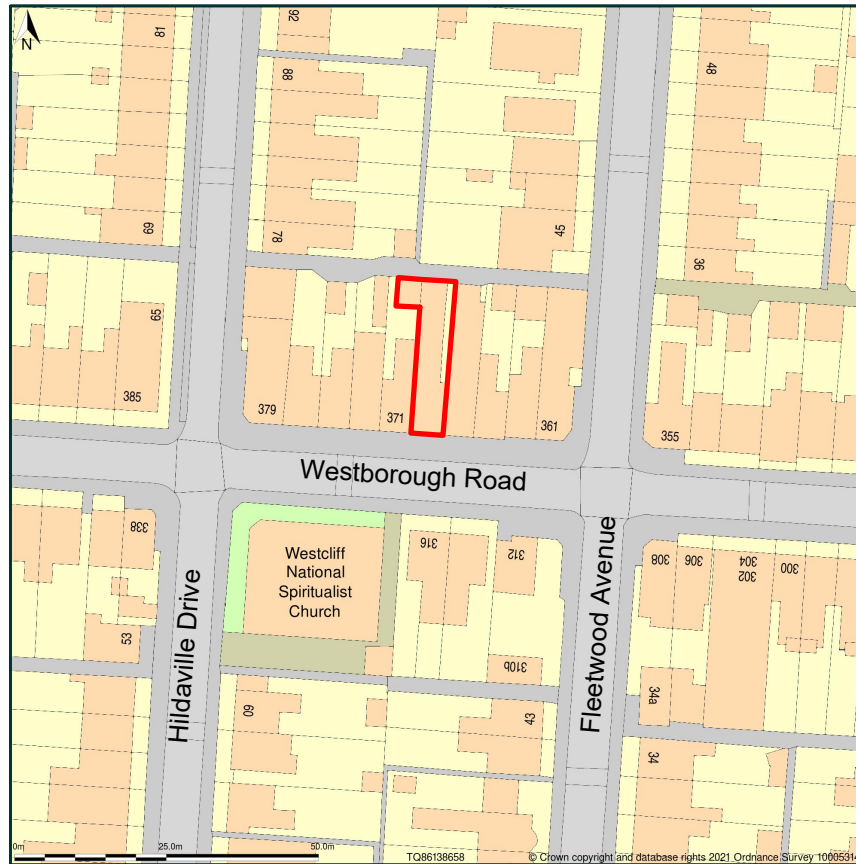 92
81
88
48
N
69
78
45
36
65
385
379
371
361
355
Westborough Road
338
316
312
308
306
304
302
300
Westcliff
National
Spiritualist
Church
Hildaville Drive
Fleetwood Avenue
53
310b
34a
60
43
34
0m
25.0m
50.0m
TQ86138658
© Crown copyright and database rights 2021 Ordnance Survey 1000531